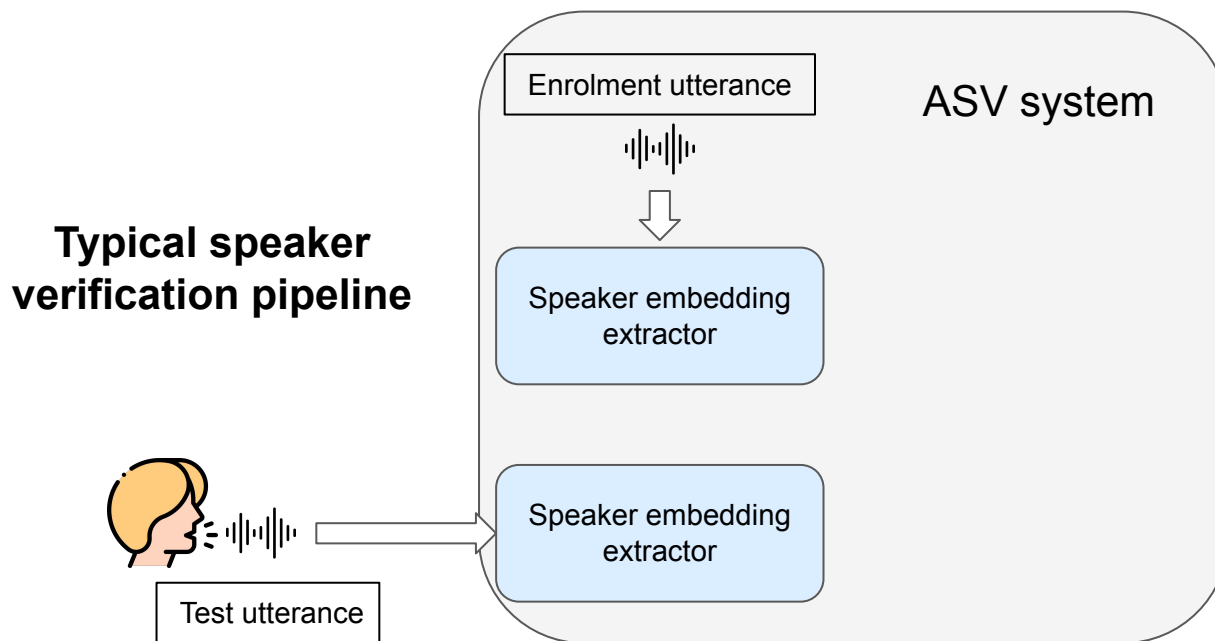 Enrolment utterance
ASV system
Typical speaker
verification pipeline
Speaker embedding
extractor
Speaker embedding
extractor
Test utterance